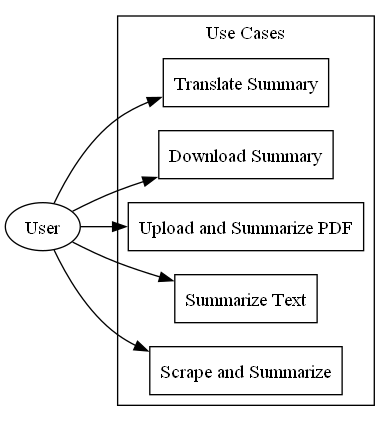 Use Cases
Translate Summary
Download Summary
User
Upload and Summarize PDF
Summarize Text
Scrape and Summarize